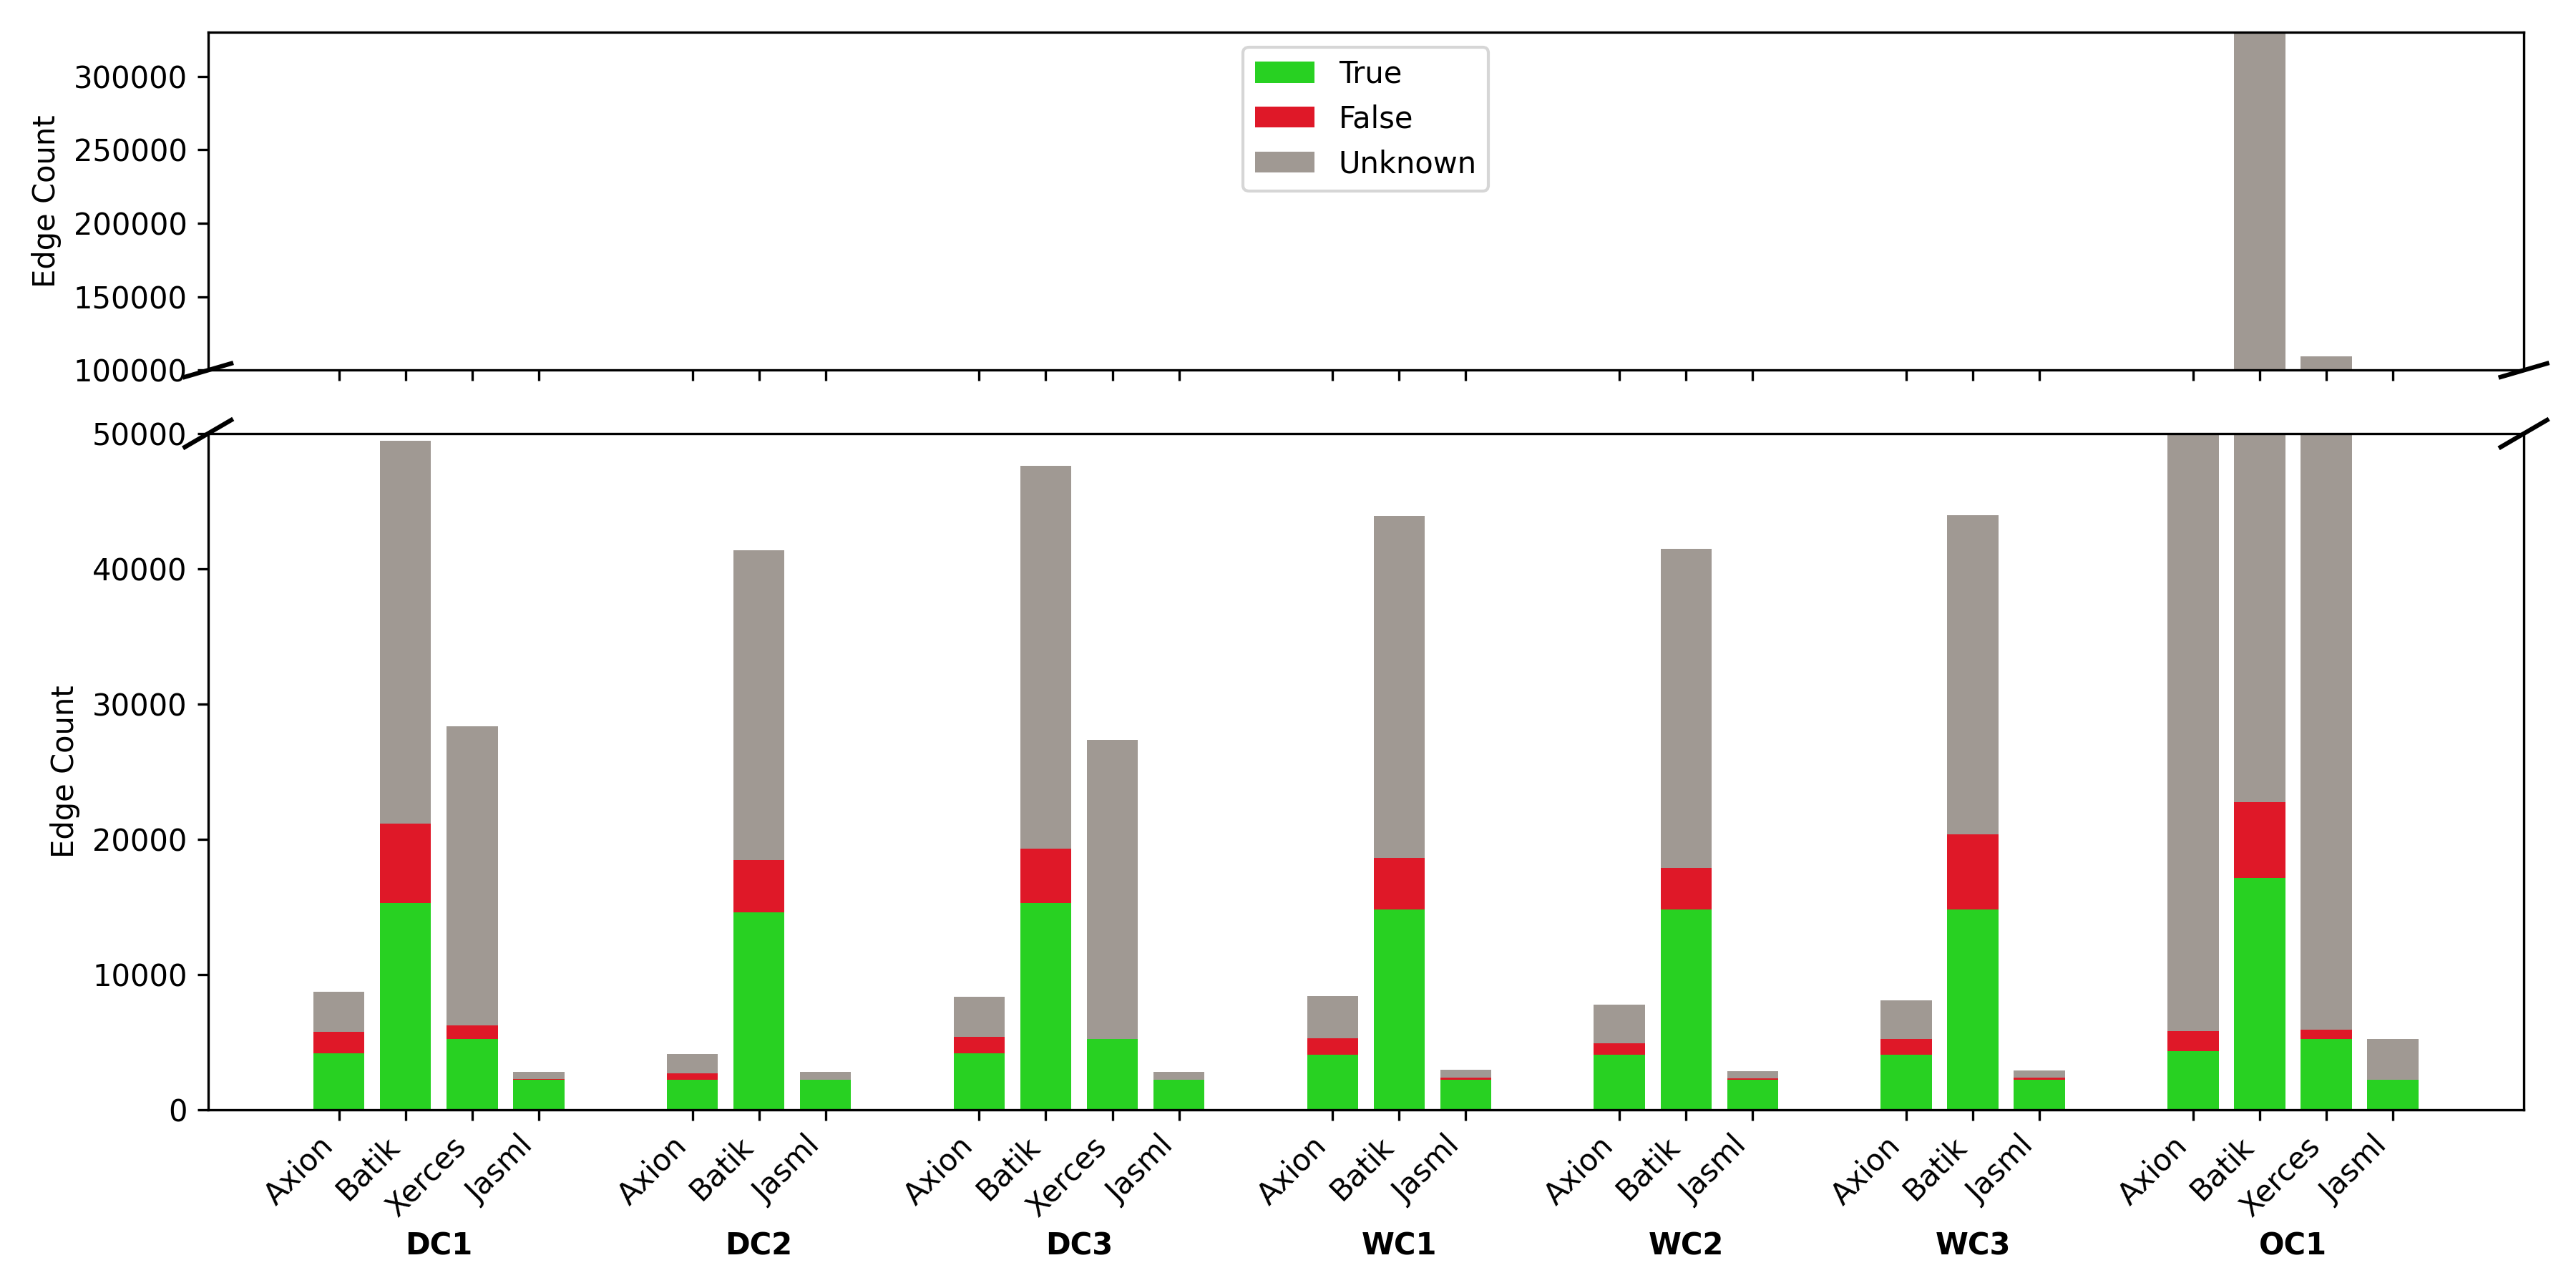 Edge Count
300000
250000
200000
150000
100000
True
False
Unknown
Edge Count
50000
40000
30000
20000
10000
0
Axion Batik Xerces Jasml Axion Batik Jasml Axion Batik Xerces Jasml Axion Batik Jasml Axion Batik Jasml Axion Batik Jasml Axion Batik Xerces Jasml
DC1 DC2 DC3 WC1 WC2 WC3 OC1